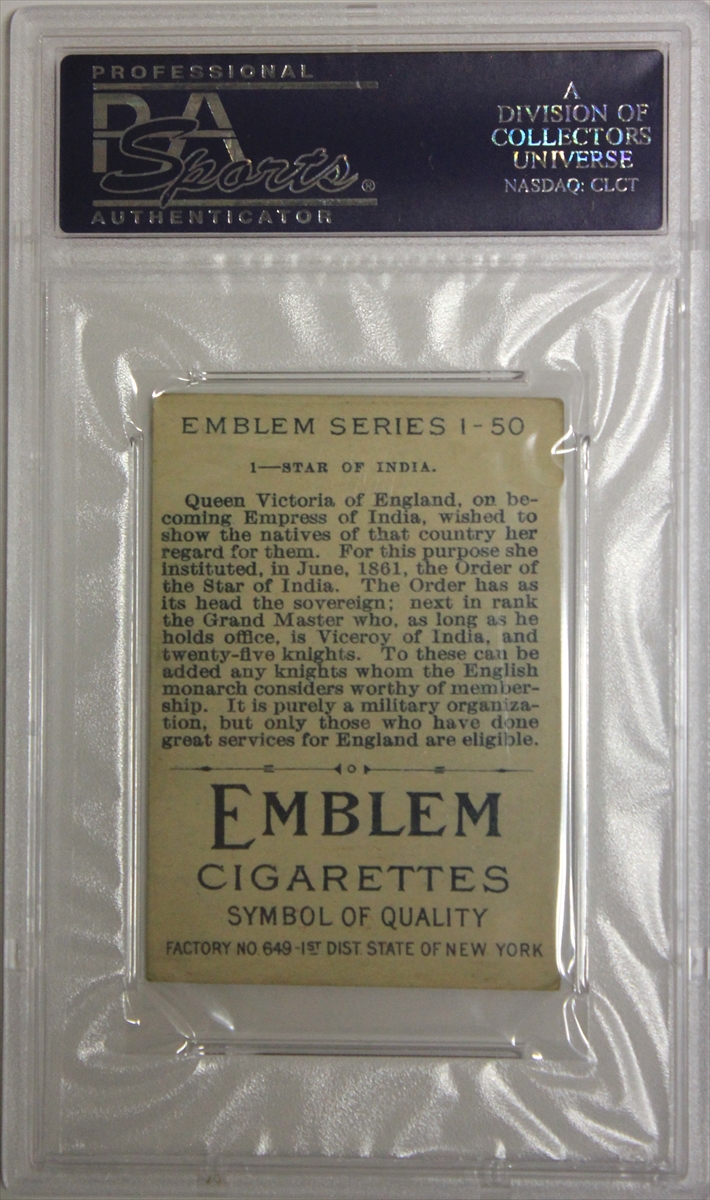 PROFESSIONAL
PSA
Sports®
AUTHENTICATOR
A
DIVISION OF
COLLECTORS
UNIVERSE
NASDAQ: CLCT
EMBLEM SERIES 1-50
1—STAR OF INDIA.
Queen Victoria of England, on be-
coming Empress of India, wished to
show the natives of that country her
regard for them. For this purpose she
instituted, in June, 1861, the Order of
the Star of India. The Order has as
its head the sovereign; next in rank
the Grand Master who, as long as he
holds office, is Viceroy of India, and
twenty-five knights. To these can be
added any knights whom the English
monarch considers worthy of member-
ship. It is purely a military organiza-
tion, but only those who have done
great services for England are eligible.
EMBLEM
CIGARETTES
SYMBOL OF QUALITY
FACTORY NO. 649-1ST DIST. STATE OF NEW YORK